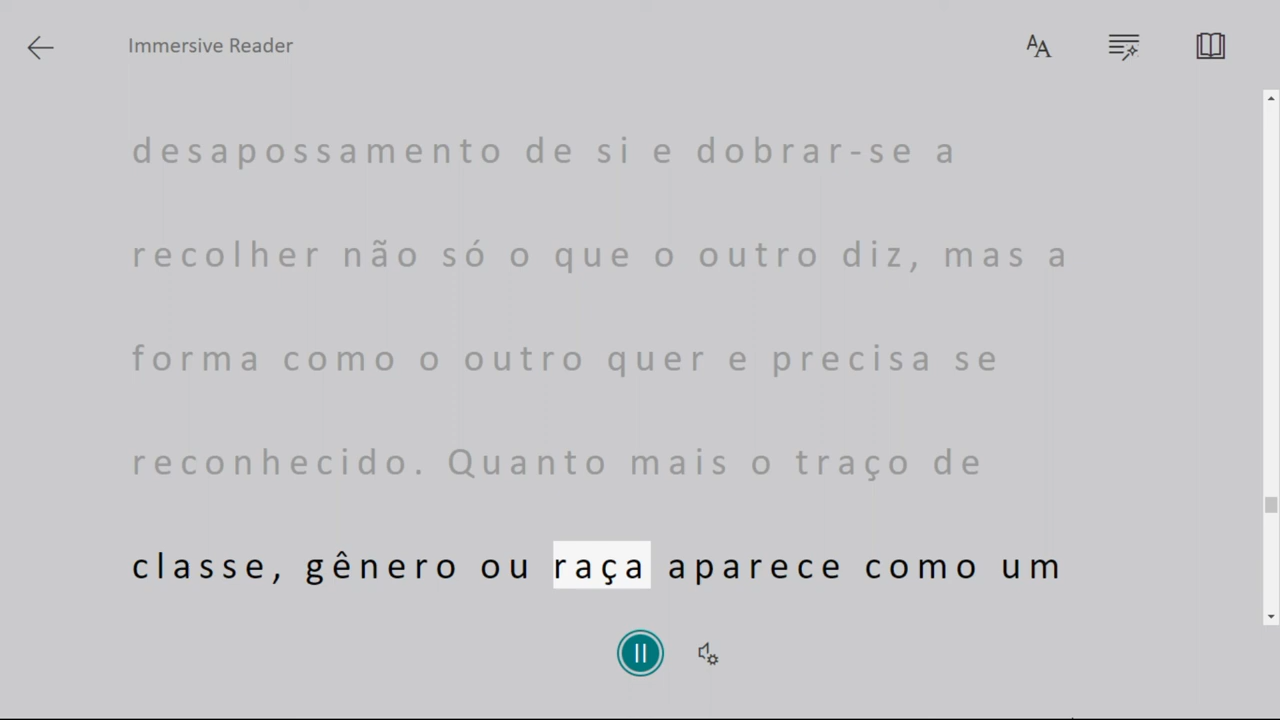 Immersive Reader
desapossamento de si e dobrar-se a
recolher não só o que o outro diz, mas a
forma como o outro quer e precisa se
reconhecido. Quanto mais o traço de
classe, gênero ou raça aparece como um